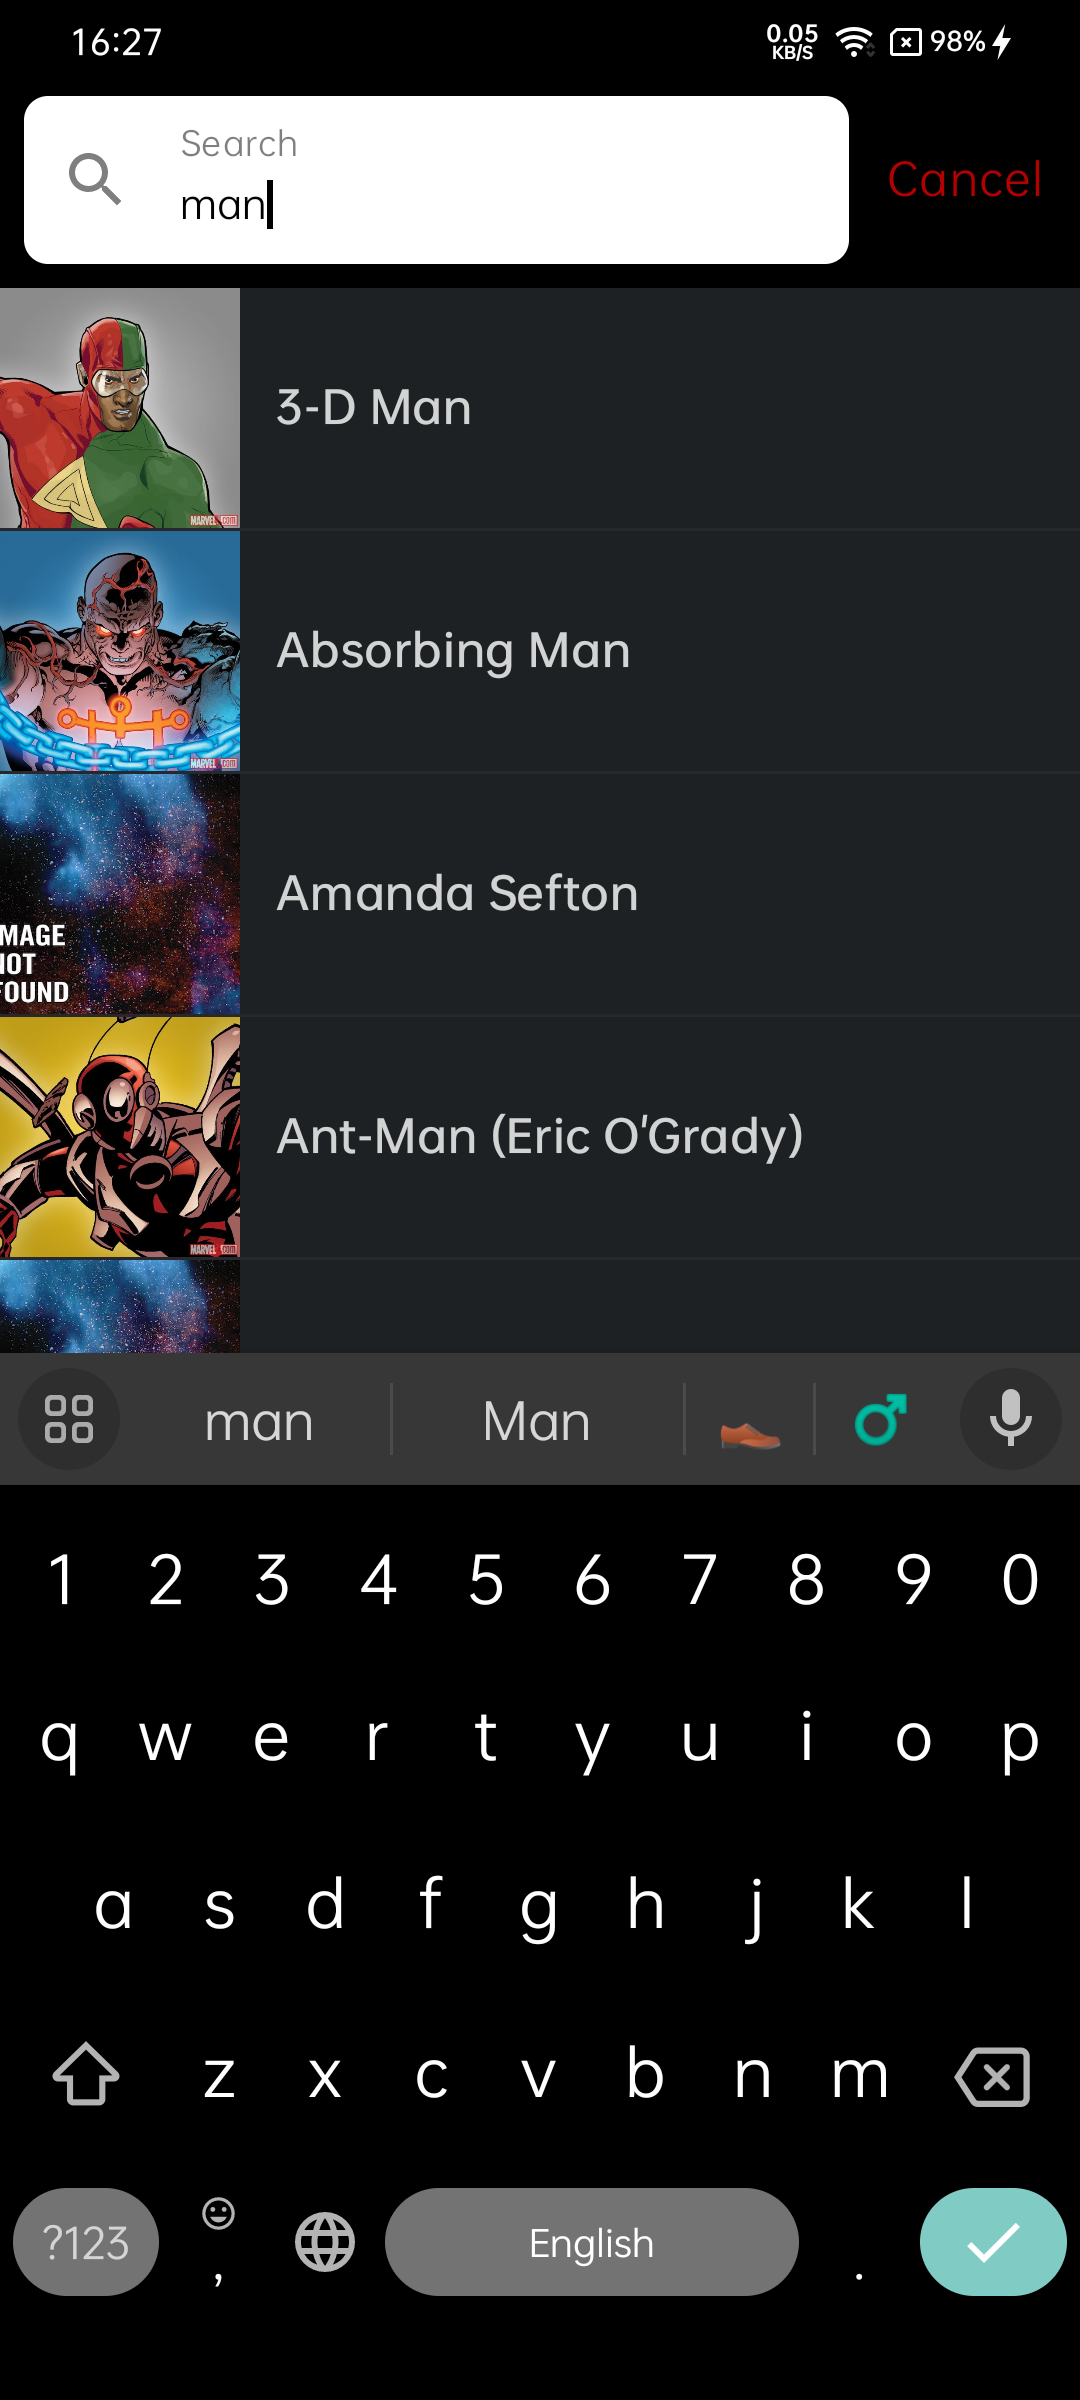 16:27
0.05
KB/S
98%
Search
man
Cancel
3-D Man
MARVEL.com
Absorbing Man
MARVEL.com
Amanda Sefton
MAGE
NOT
FOUND
Ant-Man (Eric O'Grady)
MARVEL.com
man
Man
1 2 3 4 5 6 7 8 9 0
q w e r t y u i o p
a s d f g h j k l
z x c v b n m
?123
,
English
.